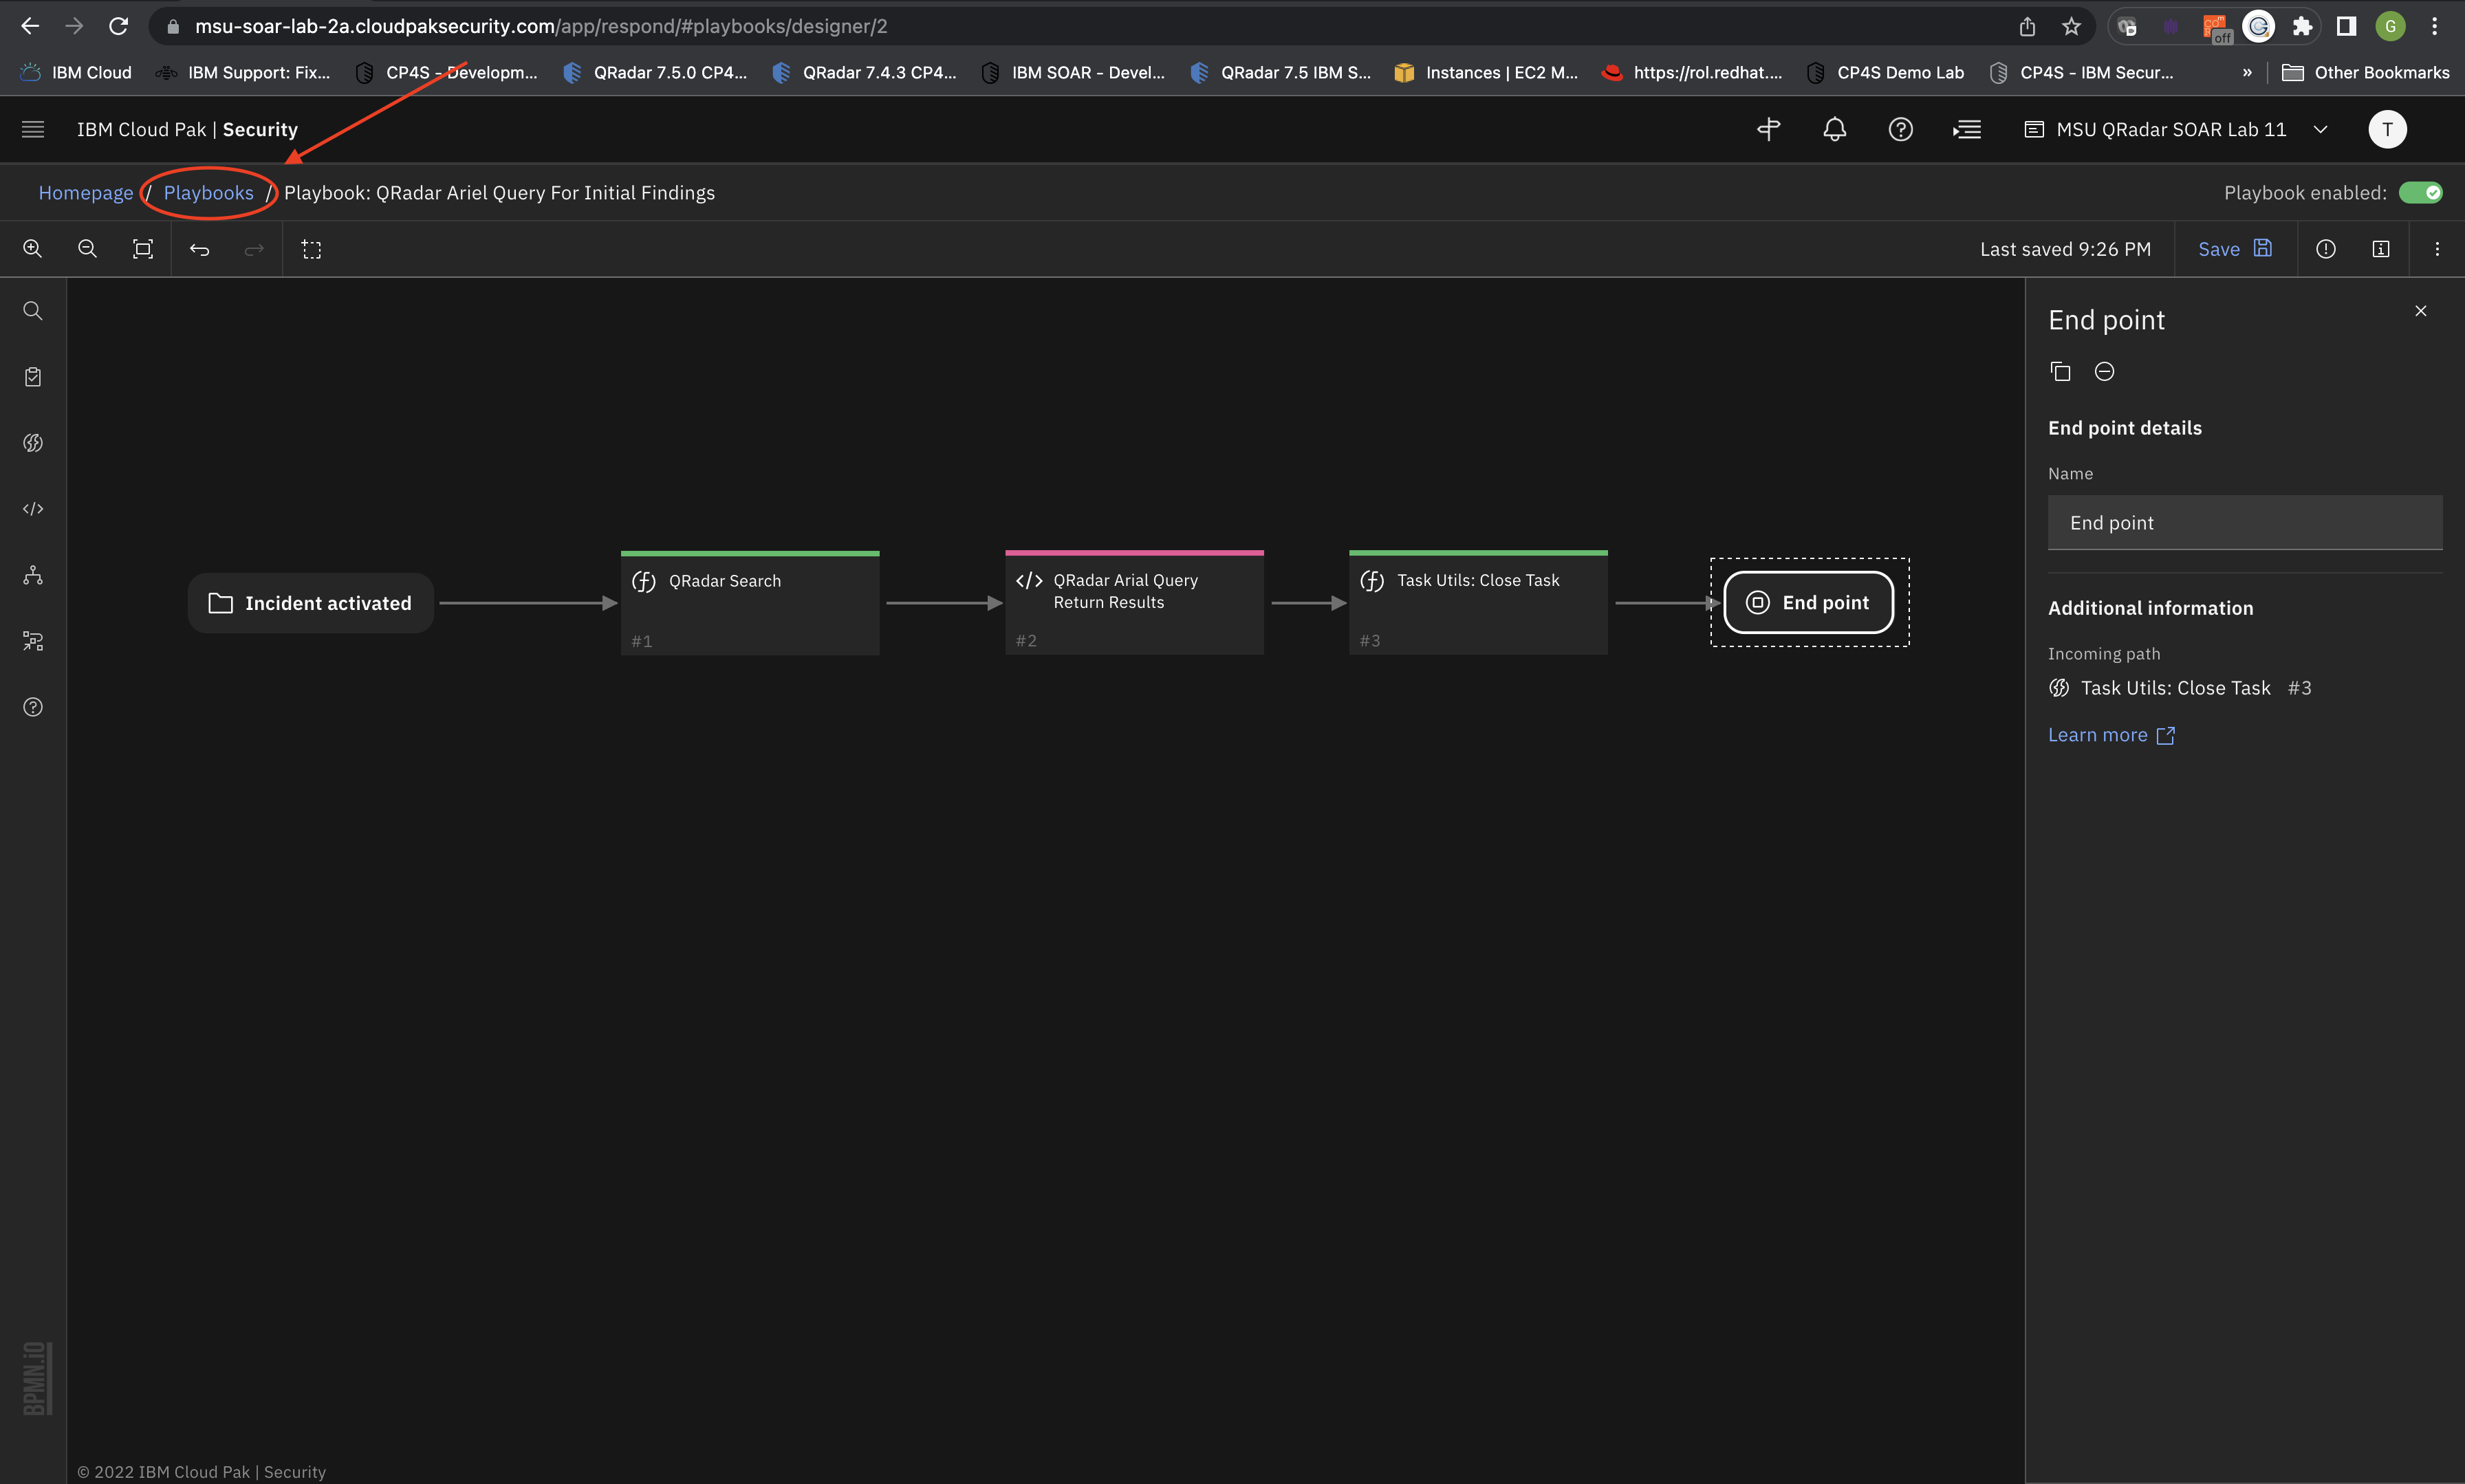 msu-soar-lab-2a.cloudpaksecurity.com/app/respond/#playbooks/designer/2
off
G
IBM Cloud
IBM Support: Fix...
CP4S - Developm...
QRadar 7.5.0 CP4...
QRadar 7.4.3 CP4...
IBM SOAR - Devel...
QRadar 7.5 IBM S...
Instances | EC2 M...
https://rol.redhat....
CP4S Demo Lab
CP4S - IBM Secur...
»
Other Bookmarks
IBM Cloud Pak | Security
MSU QRadar SOAR Lab 11
T
Homepage / Playbooks / Playbook: QRadar Ariel Query For Initial Findings
Playbook enabled:
Last saved 9:26 PM
Save
Incident activated
QRadar Search
#1
QRadar Arial Query
Return Results
#2
Task Utils: Close Task
#3
End point
End point
End point details
Name
End point
Additional information
Incoming path
Task Utils: Close Task #3
Learn more
BPMN.iO
© 2022 IBM Cloud Pak | Security